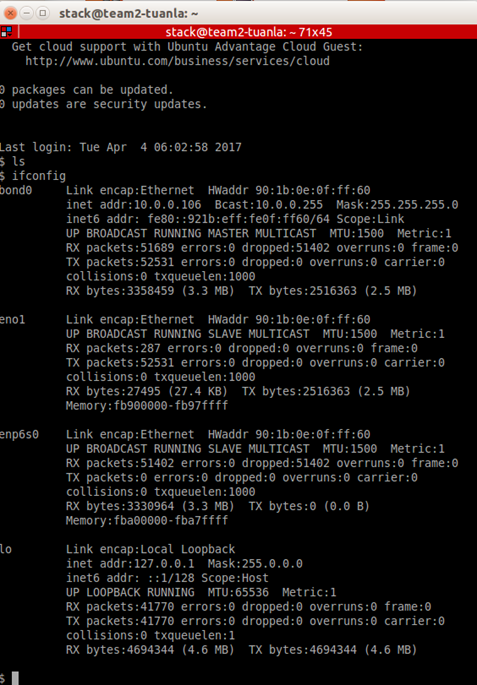 stack@team2-tuanla: ~
stack@team2-tuanla: ~ 71x45
Get cloud support with Ubuntu Advantage Cloud Guest:
http://www.ubuntu.com/business/services/cloud
0 packages can be updated.
0 updates are security updates.
Last login: Tue Apr  4 06:02:58 2017
$ ls
$ ifconfig
bond0     Link encap:Ethernet  HWaddr 90:1b:0e:0f:ff:60
inet addr:10.0.0.106  Bcast:10.0.0.255  Mask:255.255.255.0
inet6 addr: fe80::921b:eff:fe0f:ff60/64 Scope:Link
UP BROADCAST RUNNING MASTER MULTICAST  MTU:1500  Metric:1
RX packets:51689 errors:0 dropped:51402 overruns:0 frame:0
TX packets:52531 errors:0 dropped:0 overruns:0 carrier:0
collisions:0 txqueuelen:1000
RX bytes:3358459 (3.3 MB)  TX bytes:2516363 (2.5 MB)
eno1      Link encap:Ethernet  HWaddr 90:1b:0e:0f:ff:60
UP BROADCAST RUNNING SLAVE MULTICAST  MTU:1500  Metric:1
RX packets:287 errors:0 dropped:0 overruns:0 frame:0
TX packets:52531 errors:0 dropped:0 overruns:0 carrier:0
collisions:0 txqueuelen:1000
RX bytes:27495 (27.4 KB)  TX bytes:2516363 (2.5 MB)
Memory:fb900000-fb97ffff
enp6s0    Link encap:Ethernet  HWaddr 90:1b:0e:0f:ff:60
UP BROADCAST RUNNING SLAVE MULTICAST  MTU:1500  Metric:1
RX packets:51402 errors:0 dropped:51402 overruns:0 frame:0
TX packets:0 errors:0 dropped:0 overruns:0 carrier:0
collisions:0 txqueuelen:1000
RX bytes:3330964 (3.3 MB)  TX bytes:0 (0.0 B)
Memory:fba00000-fba7ffff
lo        Link encap:Local Loopback
inet addr:127.0.0.1  Mask:255.0.0.0
inet6 addr: ::1/128 Scope:Host
UP LOOPBACK RUNNING  MTU:65536  Metric:1
RX packets:41770 errors:0 dropped:0 overruns:0 frame:0
TX packets:41770 errors:0 dropped:0 overruns:0 carrier:0
collisions:0 txqueuelen:1
RX bytes:4694344 (4.6 MB)  TX bytes:4694344 (4.6 MB)
$